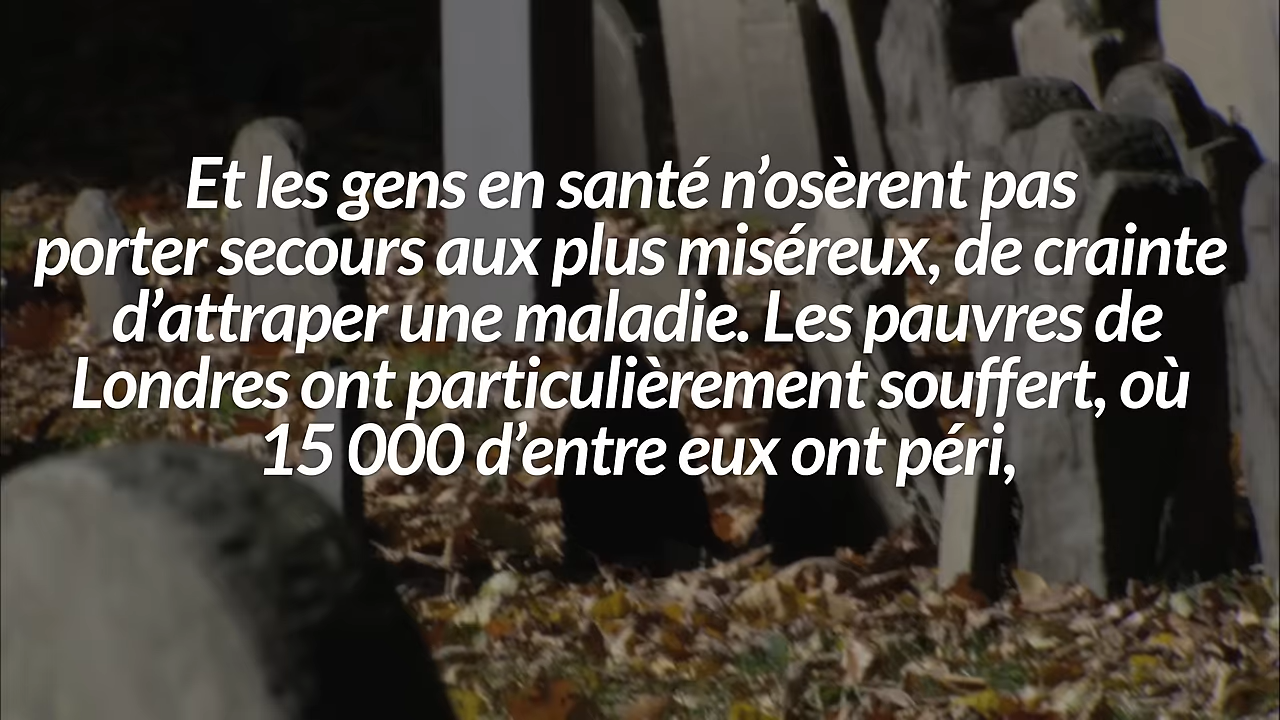 Et les gens en santé n’osèrent pas
porter secours aux plus miséreux, de crainte
d’attraper une maladie. Les pauvres de
Londres ont particulièrement souffert, où
15 000 d’entre eux ont péri,